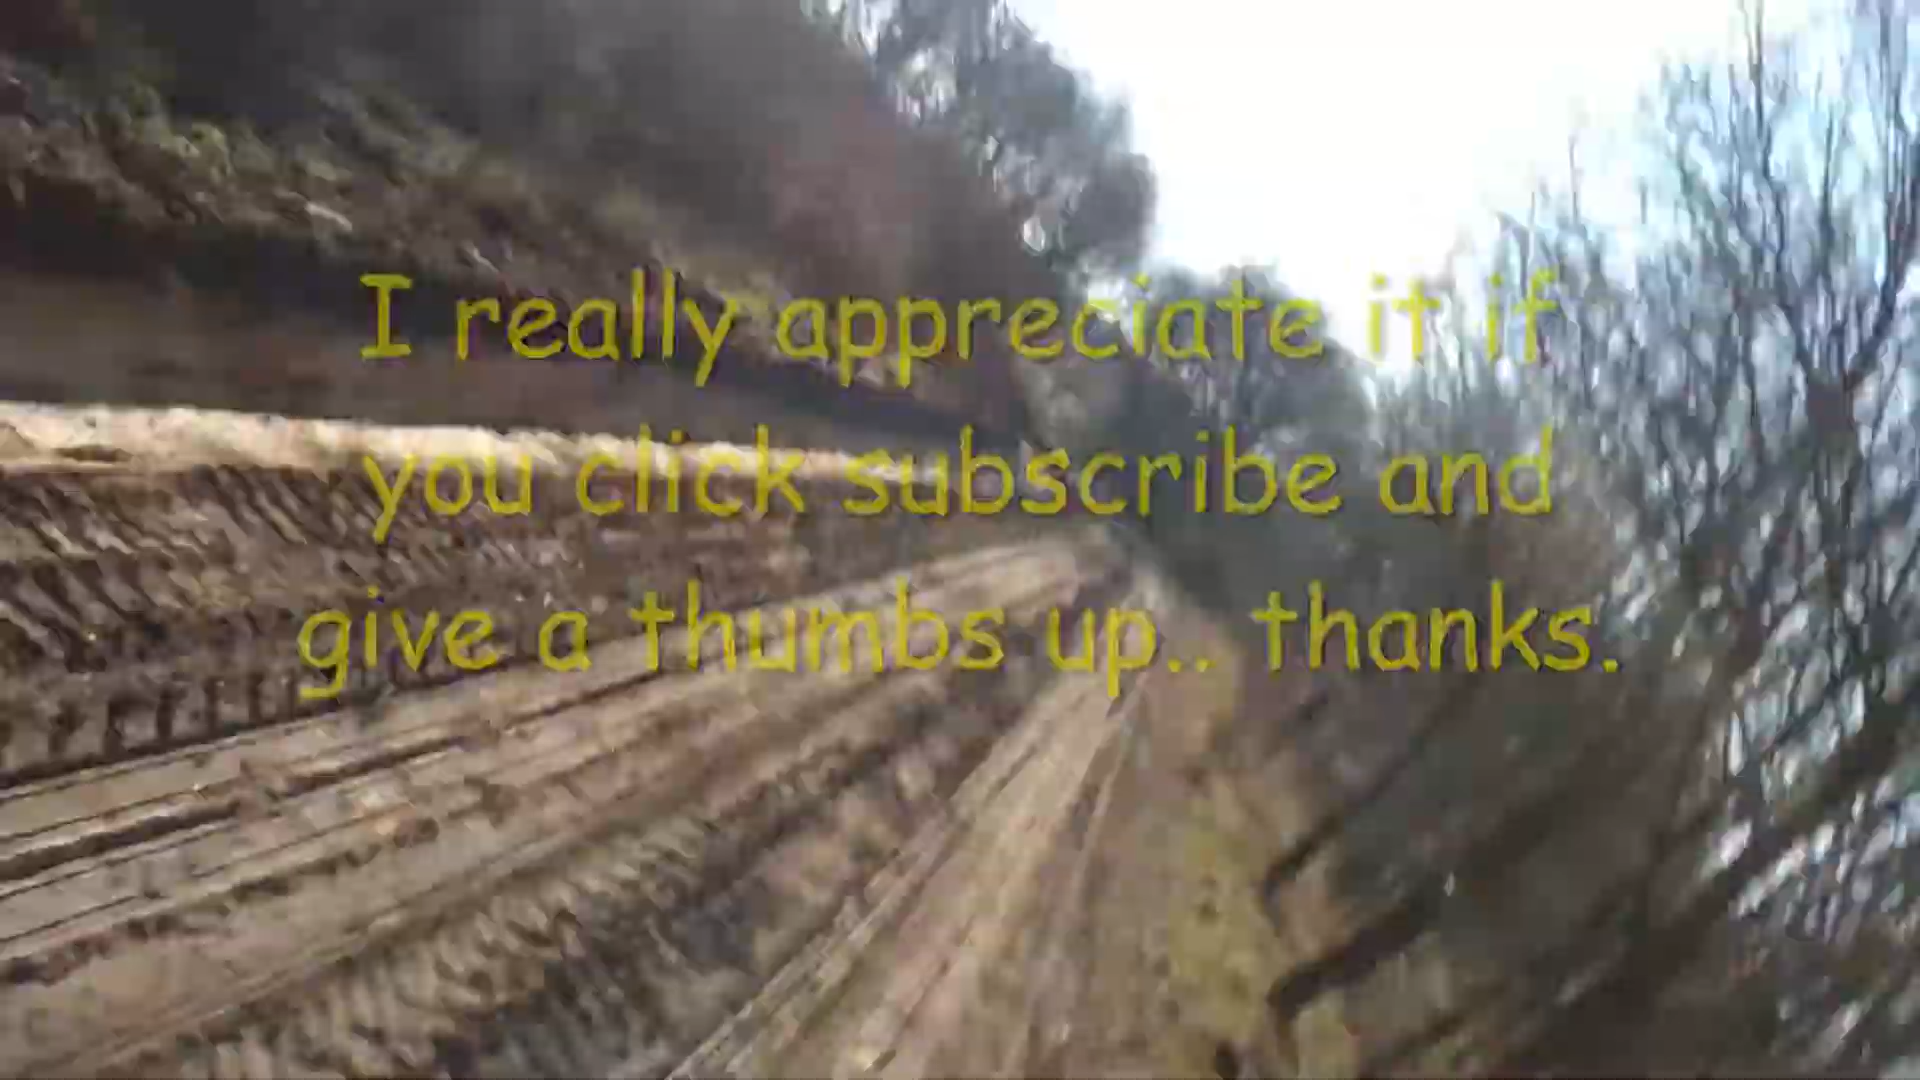 I really appreciate it if
you click subscribe and
give a thumbs up.. thanks.